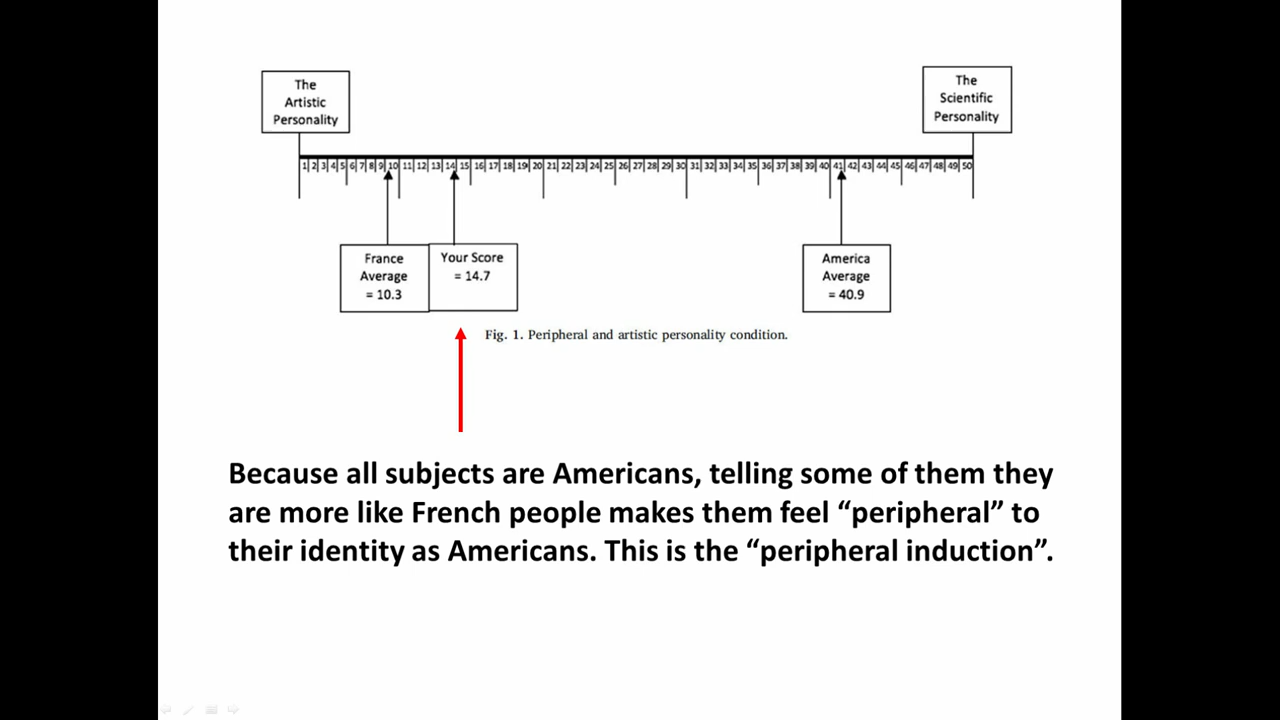 The
Artistic
Personality
The
Scientific
Personality
1 2 3 4 5 6 7 8 9 10 11 12 13 14 15 16 17 18 19 20 21 22 23 24 25 26 27 28 29 30 31 32 33 34 35 36 37 38 39 40 41 42 43 44 45 46 47 48 49 50
France
Average
= 10.3
Your Score
= 14.7
America
Average
= 40.9
Fig. 1. Peripheral and artistic personality condition.
Because all subjects are Americans, telling some of them they
are more like French people makes them feel “peripheral” to
their identity as Americans. This is the “peripheral induction”.